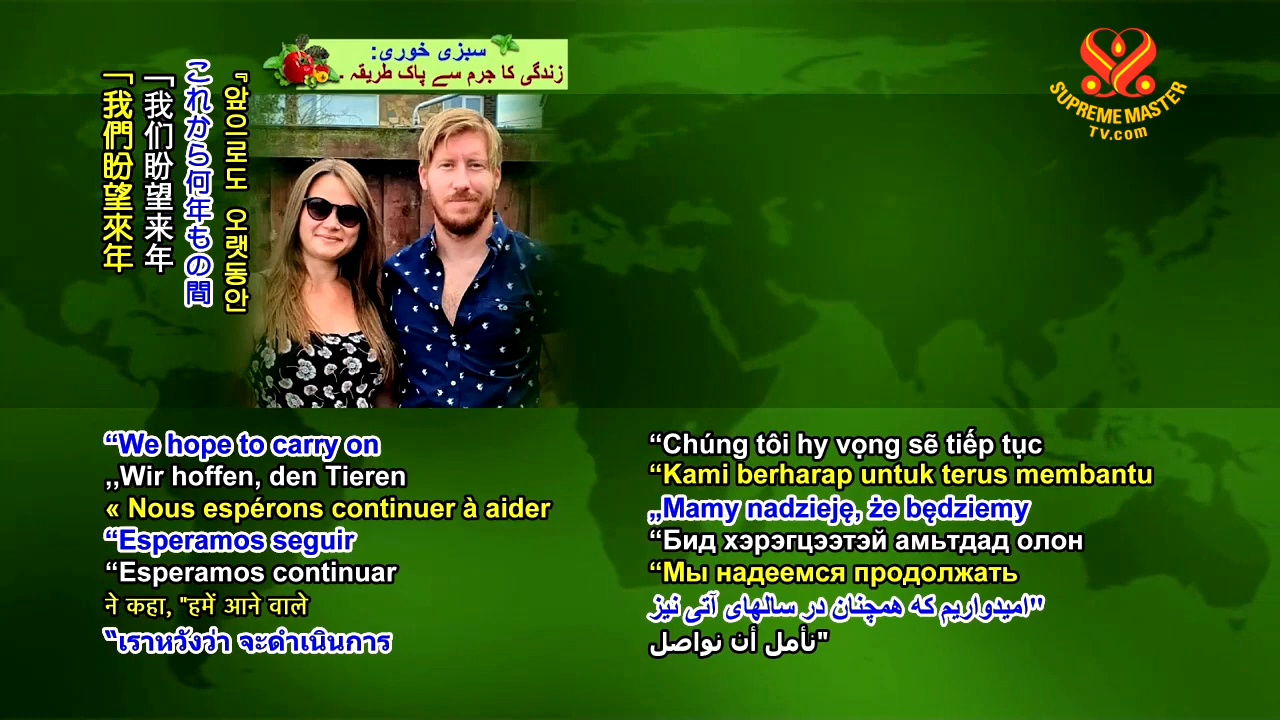 سبزی خوری:
زندگی کا جرم سے پاک طریقہ .
SUPREME MASTER
TV.com
『앞이로도 오랫동안
これから何年もの間
「我们盼望来年
「我們盼望來年
“We hope to carry on
,,Wir hoffen, den Tieren
« Nous espérons continuer à aider
“Esperamos seguir
“Esperamos continuar
ने कहा, "हमें आने वाले
“เราหวังว่า จะดำเนินการ
“Chúng tôi hy vọng sẽ tiếp tục
“Kami berharap untuk terus membantu
„Mamy nadzieję, że będziemy
“Бид хэрэгцээтэй амьтдад олон
“Мы надеемся продолжать
"امیدواریم که همچنان در سالهای آتی نیز
"نأمل أن نواصل